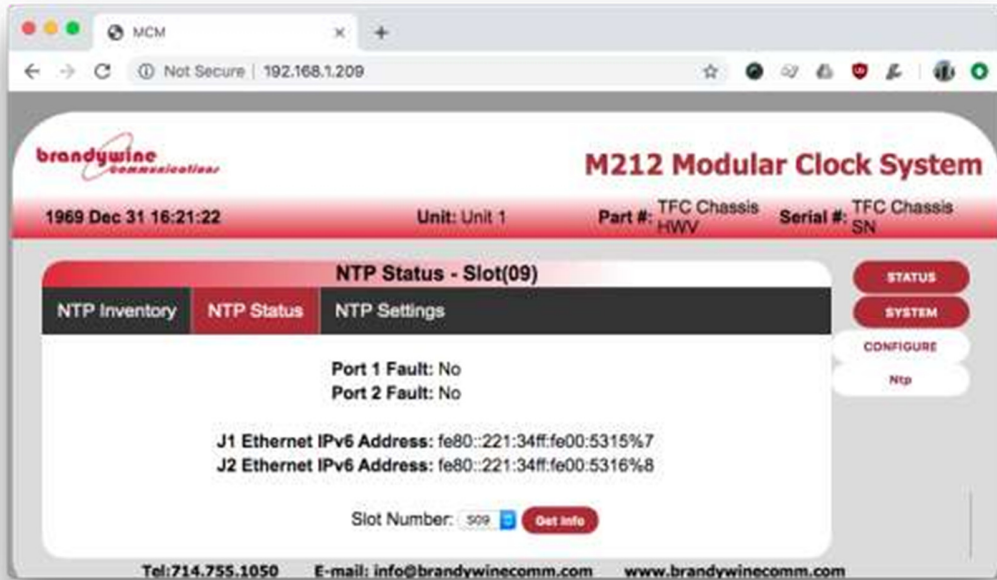 MCM
Not Secure | 192.168.1.209
brandywine
communications
M212 Modular Clock System
1969 Dec 31 16:21:22
Unit: Unit 1
Part #: TFC Chassis HWV
Serial #: TFC Chassis SN
NTP Status - Slot(09)
NTP Inventory
NTP Status
NTP Settings
STATUS
SYSTEM
CONFIGURE
Ntp
Port 1 Fault: No
Port 2 Fault: No
J1 Ethernet IPv6 Address: fe80::221:34ff:fe00:5315%7
J2 Ethernet IPv6 Address: fe80::221:34ff:fe00:5316%8
Slot Number: S09 Get Info
Tel:714.755.1050 E-mail: info@brandywinecomm.com www.brandywinecomm.com